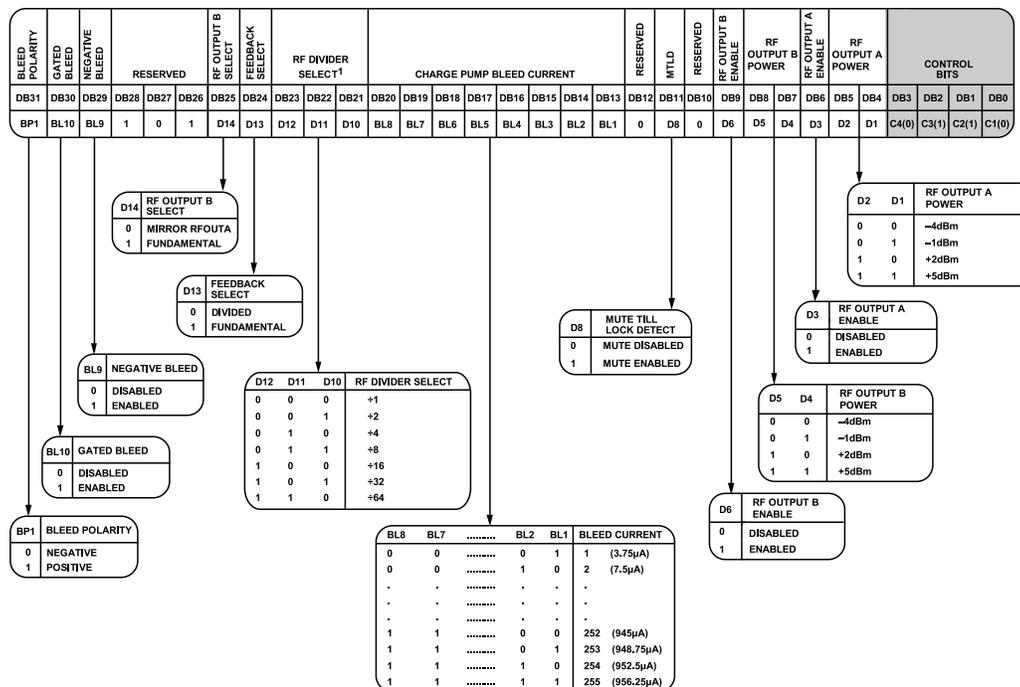 BLEED POLARITY
GATED BLEED
NEGATIVE BLEED
RESERVED
RF OUTPUT B SELECT
FEEDBACK SELECT
RF DIVIDER SELECT1
CHARGE PUMP BLEED CURRENT
RESERVED
MTLD
RESERVED
RF OUTPUT B ENABLE
RF OUTPUT B POWER
RF OUTPUT A ENABLE
RF OUTPUT A POWER
CONTROL BITS
DB31 DB30 DB29 DB28 DB27 DB26 DB25 DB24 DB23 DB22 DB21 DB20 DB19 DB18 DB17 DB16 DB15 DB14 DB13 DB12 DB11 DB10 DB9 DB8 DB7 DB6 DB5 DB4 DB3 DB2 DB1 DB0
BP1 BL10 BL9 1 0 1 D14 D13 D12 D11 D10 BL8 BL7 BL6 BL5 BL4 BL3 BL2 BL1 0 D8 0 D6 D5 D4 D3 D2 D1 C4(0) C3(1) C2(1) C1(0)
D14 RF OUTPUT B SELECT
0 MIRROR RFOUTA
1 FUNDAMENTAL
D13 FEEDBACK SELECT
0 DIVIDED
1 FUNDAMENTAL
BL9 NEGATIVE BLEED
0 DISABLED
1 ENABLED
BL10 GATED BLEED
0 DISABLED
1 ENABLED
BP1 BLEED POLARITY
0 NEGATIVE
1 POSITIVE
D12 D11 D10 RF DIVIDER SELECT
0 0 0 ÷1
0 0 1 ÷2
0 1 0 ÷4
0 1 1 ÷8
1 0 0 ÷16
1 0 1 ÷32
1 1 0 ÷64
BL8 BL7 .......... BL2 BL1 BLEED CURRENT
0 0 .......... 0 1 1 (3.75µA)
0 0 .......... 1 0 2 (7.5µA)
. . .......... . . .
. . .......... . . .
. . .......... . . .
1 1 .......... 0 0 252 (945µA)
1 1 .......... 0 1 253 (948.75µA)
1 1 .......... 1 0 254 (952.5µA)
1 1 .......... 1 1 255 (956.25µA)
D8 MUTE TILL LOCK DETECT
0 MUTE DISABLED
1 MUTE ENABLED
D2 D1 RF OUTPUT A POWER
0 0 –4dBm
0 1 –1dBm
1 0 +2dBm
1 1 +5dBm
D3 RF OUTPUT A ENABLE
0 DISABLED
1 ENABLED
D5 D4 RF OUTPUT B POWER
0 0 –4dBm
0 1 –1dBm
1 0 +2dBm
1 1 +5dBm
D6 RF OUTPUT B ENABLE
0 DISABLED
1 ENABLED